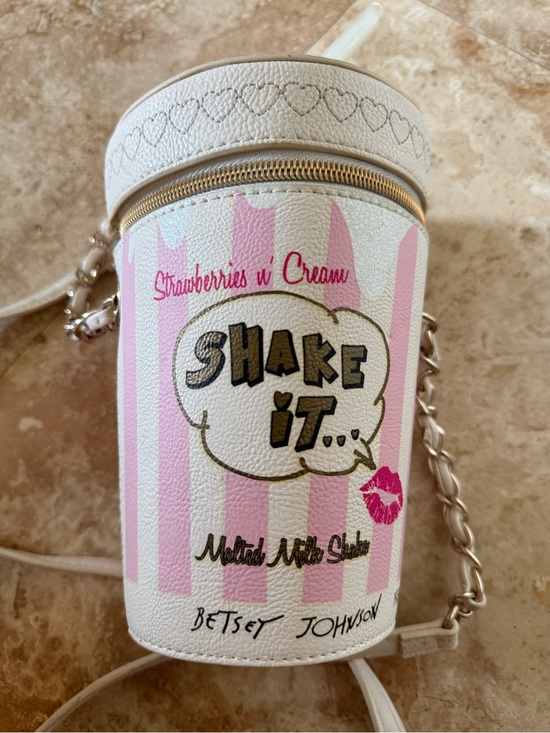 Strawberries n' Cream
SHAKE
iT...
Malted Milk Shake
BETSEY JOHNSON